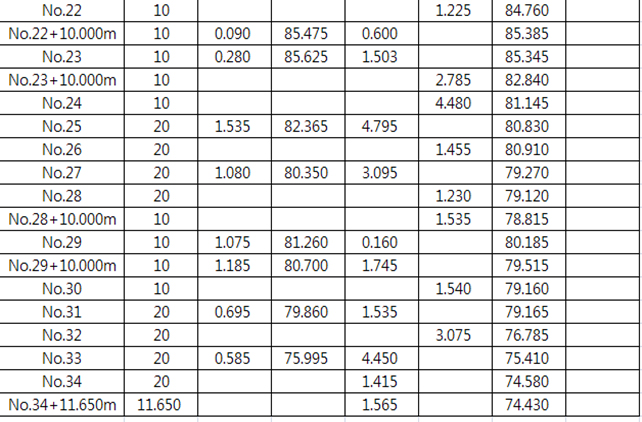 No.22 10 1.225 84.760
No.22+10.000m 10 0.090 85.475 0.600 85.385
No.23 10 0.280 85.625 1.503 85.345
No.23+10.000m 10 2.785 82.840
No.24 10 4.480 81.145
No.25 20 1.535 82.365 4.795 80.830
No.26 20 1.455 80.910
No.27 20 1.080 80.350 3.095 79.270
No.28 20 1.230 79.120
No.28+10.000m 10 1.535 78.815
No.29 10 1.075 81.260 0.160 80.185
No.29+10.000m 10 1.185 80.700 1.745 79.515
No.30 10 1.540 79.160
No.31 20 0.695 79.860 1.535 79.165
No.32 20 3.075 76.785
No.33 20 0.585 75.995 4.450 75.410
No.34 20 1.415 74.580
No.34+11.650m 11.650 1.565 74.430